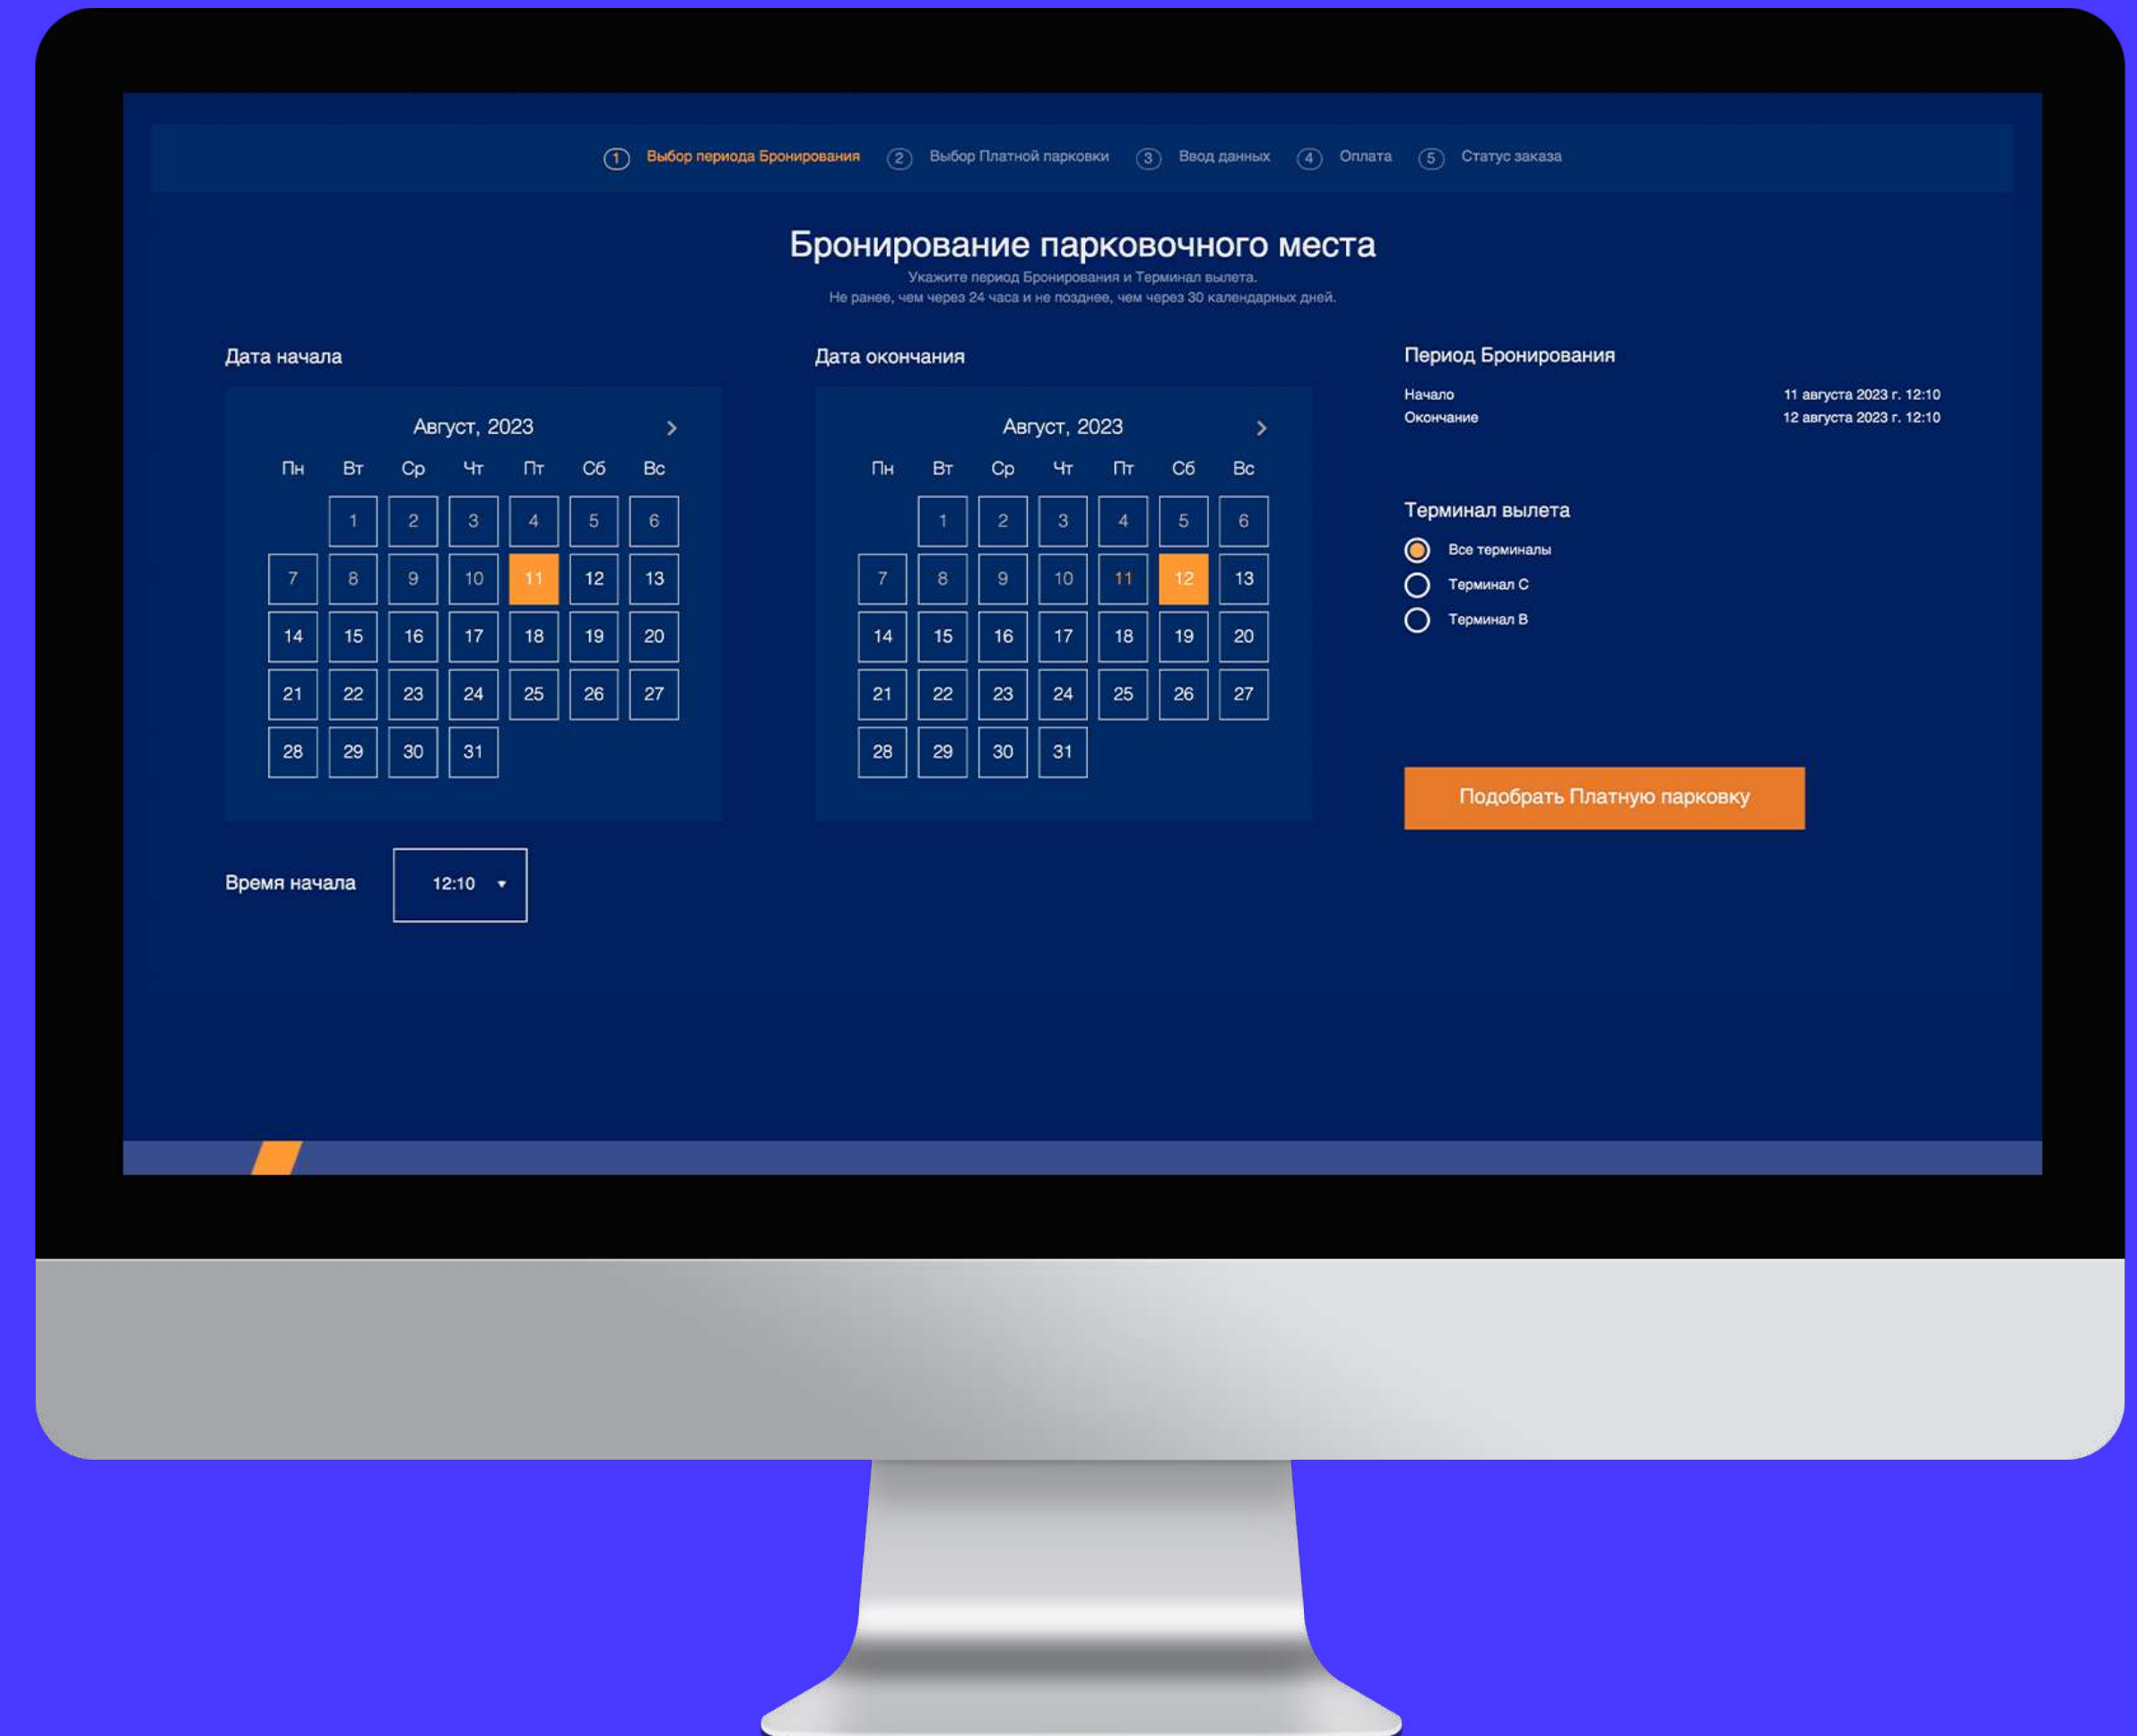 1 Выбор периода Бронирования 2 Выбор Платной парковки 3 Ввод данных 4 Оплата 5 Статус заказа
Бронирование парковочного места
Укажите период Бронирования и Терминал вылета.
Не ранее, чем через 24 часа и не позднее, чем через 30 календарных дней.
Дата начала
Август, 2023 >
Пн Вт Ср Чт Пт Сб Вс
1 2 3 4 5 6
7 8 9 10 11 12 13
14 15 16 17 18 19 20
21 22 23 24 25 26 27
28 29 30 31
Время начала 12:10
Дата окончания
Август, 2023 >
Пн Вт Ср Чт Пт Сб Вс
1 2 3 4 5 6
7 8 9 10 11 12 13
14 15 16 17 18 19 20
21 22 23 24 25 26 27
28 29 30 31
Период Бронирования
Начало 11 августа 2023 г. 12:10
Окончание 12 августа 2023 г. 12:10
Терминал вылета
Все терминалы
Терминал C
Терминал B
Подобрать Платную парковку